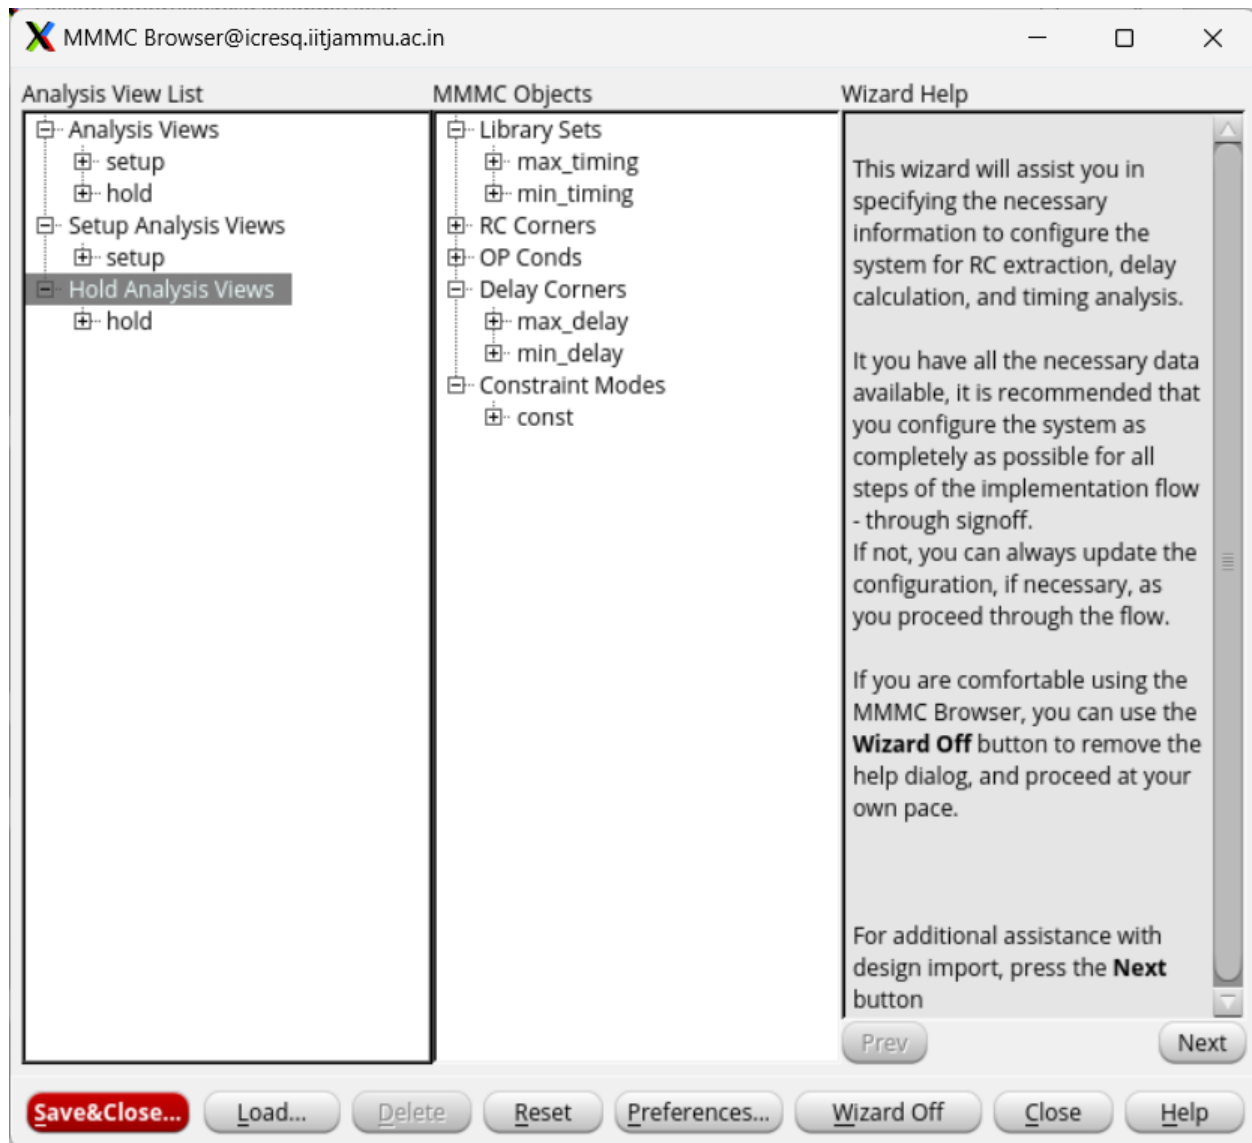 MMMC Browser@icresq.iitjammu.ac.in
Analysis View List
Analysis Views
setup
hold
Setup Analysis Views
setup
Hold Analysis Views
hold
MMMC Objects
Library Sets
max_timing
min_timing
RC Corners
OP Conds
Delay Corners
max_delay
min_delay
Constraint Modes
const
Wizard Help
This wizard will assist you in
specifying the necessary
information to configure the
system for RC extraction, delay
calculation, and timing analysis.
It you have all the necessary data
available, it is recommended that
you configure the system as
completely as possible for all
steps of the implementation flow
- through signoff.
If not, you can always update the
configuration, if necessary, as
you proceed through the flow.
If you are comfortable using the
MMMC Browser, you can use the
Wizard Off button to remove the
help dialog, and proceed at your
own pace.
For additional assistance with
design import, press the Next
button
Prev Next
Save&Close... Load... Delete Reset Preferences... Wizard Off Close Help